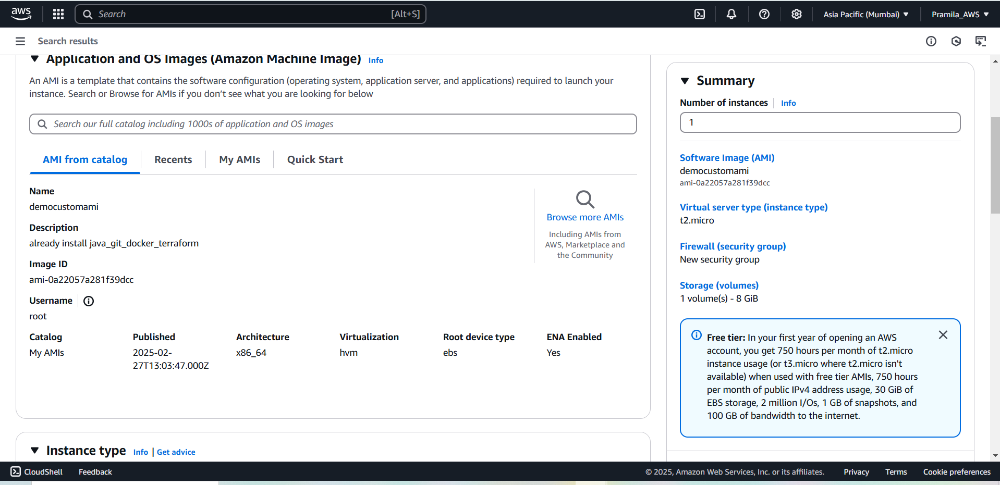 aws
Search [Alt+S]
Asia Pacific (Mumbai)
Pramila_AWS
Search results
Application and OS Images (Amazon Machine Image) Info
An AMI is a template that contains the software configuration (operating system, application server, and applications) required to launch your
instance. Search or Browse for AMIs if you don’t see what you are looking for below
Search our full catalog including 1000s of application and OS images
AMI from catalog
Recents
My AMIs
Quick Start
Name
democustomami
Description
already install java_git_docker_terraform
Image ID
ami-0a22057a281f39dcc
Username
root
Browse more AMIs
Including AMIs from
AWS, Marketplace and
the Community
Catalog
My AMIs
Published
2025-02-
27T13:03:47.000Z
Architecture
x86_64
Virtualization
hvm
Root device type
ebs
ENA Enabled
Yes
Instance type Info | Get advice
Summary
Number of instances Info
1
Software Image (AMI)
democustomami
ami-0a22057a281f39dcc
Virtual server type (instance type)
t2.micro
Firewall (security group)
New security group
Storage (volumes)
1 volume(s) - 8 GiB
Free tier: In your first year of opening an AWS
account, you get 750 hours per month of t2.micro
instance usage (or t3.micro where t2.micro isn't
available) when used with free tier AMIs, 750 hours
per month of public IPv4 address usage, 30 GiB of
EBS storage, 2 million I/Os, 1 GB of snapshots, and
100 GB of bandwidth to the internet.
CloudShell
Feedback
© 2025, Amazon Web Services, Inc. or its affiliates.
Privacy
Terms
Cookie preferences